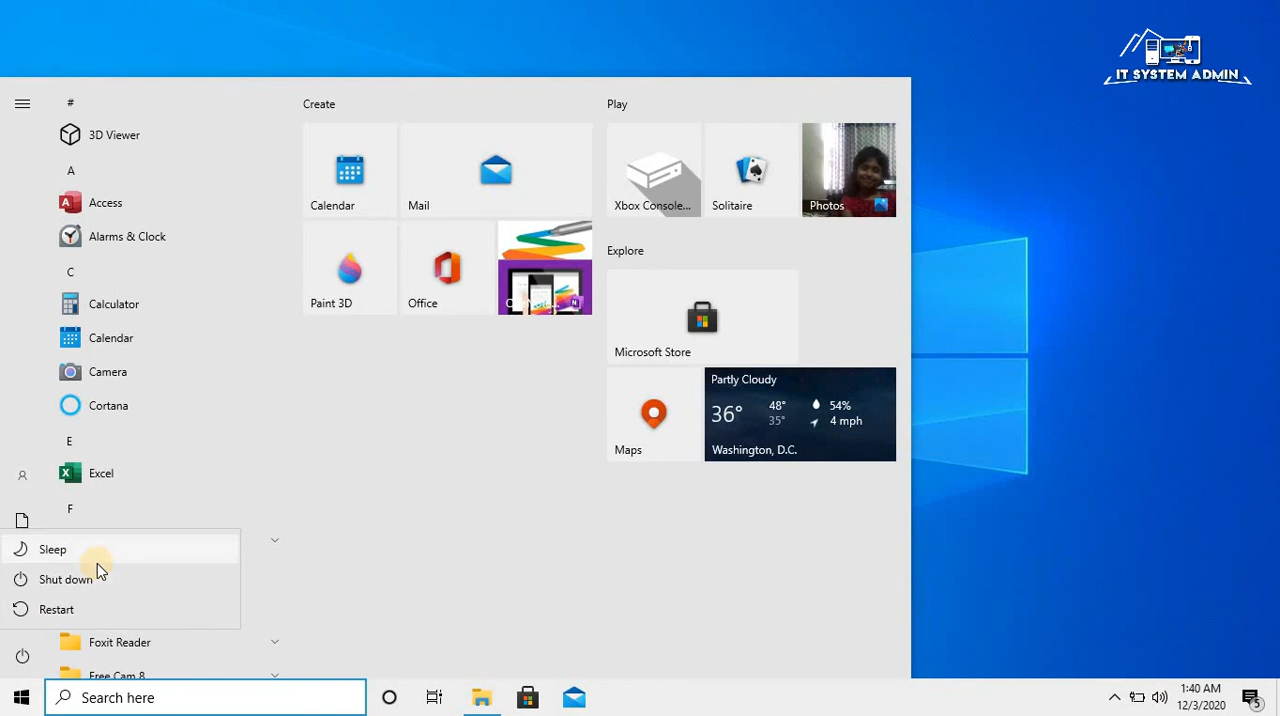 IT SYSTEM ADMIN
#
3D Viewer
A
Access
Alarms & Clock
C
Calculator
Calendar
Camera
Cortana
E
Excel
F
Sleep
Shut down
Restart
Foxit Reader
Free Cam 8
Create
Calendar
Mail
Paint 3D
Office
Play
Xbox Console...
Solitaire
Photos
Explore
Microsoft Store
Maps
Partly Cloudy
36°
48°
35°
54%
4 mph
Washington, D.C.
Search here
1:40 AM
12/3/2020
5